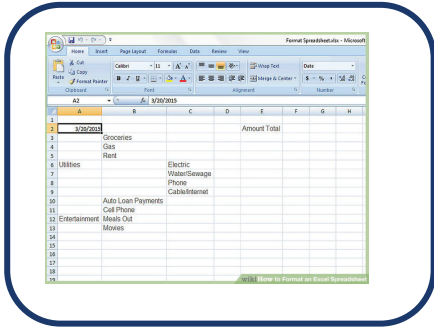 Format Spreadsheet.xlsx - Microsoft
Home Insert Page Layout Formulas Data Review View
Cut
Copy
Format Painter
Paste
Calibri 11
Wrap Text
Merge & Center
Date
Clipboard Font Alignment Number
A2 3/20/2015
A B C D E F G H
1
2 3/20/2015 Amount Total
3 Groceries
4 Gas
5 Rent
6 Utilities Electric
7 Water/Sewage
8 Phone
9 Cable/Internet
10 Auto Loan Payments
11 Cell Phone
12 Entertainment Meals Out
13 Movies
14
15
16
17
18
19
wikiHow to Format an Excel Spreadsheet